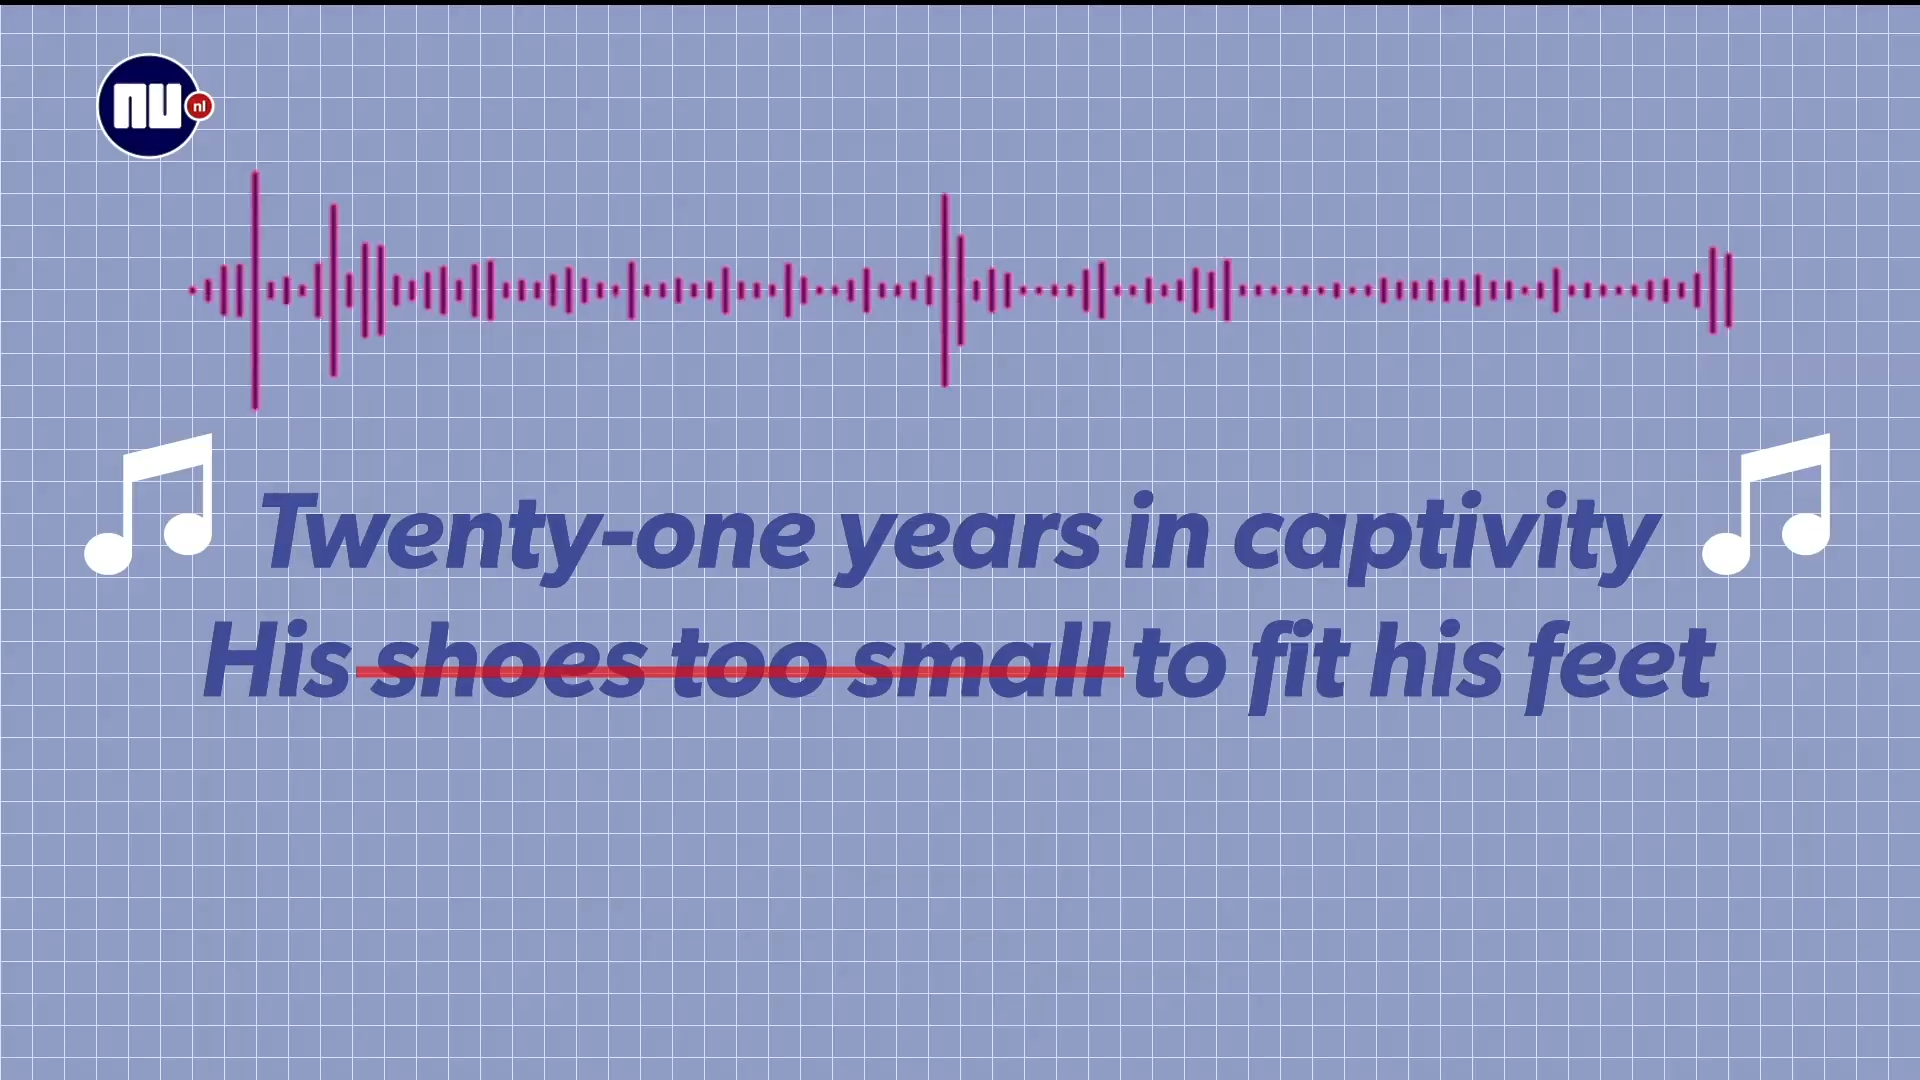 NU nl
Twenty-one years in captivity
His shoes too small to fit his feet